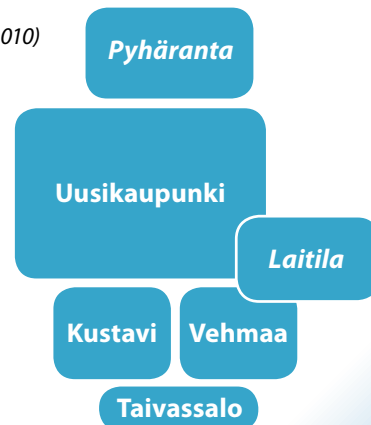 010)
Pyhäranta
Uusikaupunki
Laitila
Kustavi Vehmaa
Taivassalo